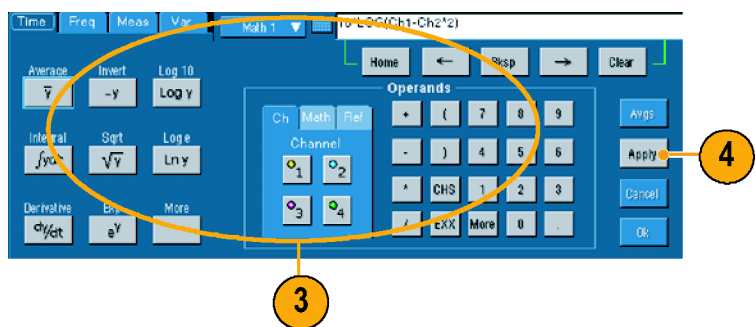 Time Freq Meas Var Math 1 10*LOG(Ch1-Ch2*2)
Home ← Bksp → Clear
Average Invert Log 10
y̅ -y Log y
Operands
Ch Math Ref
Channel
+ ( 7 8 9 Avgs
Integral Sqrt Log e
∫ydt √y Ln y
1 2
- ) 4 5 6 Apply 4
* CHS 1 2 3 Cancel
Derivative Exp More
dy/dt e^y
3 4
/ EXX More 0 . Ok
3